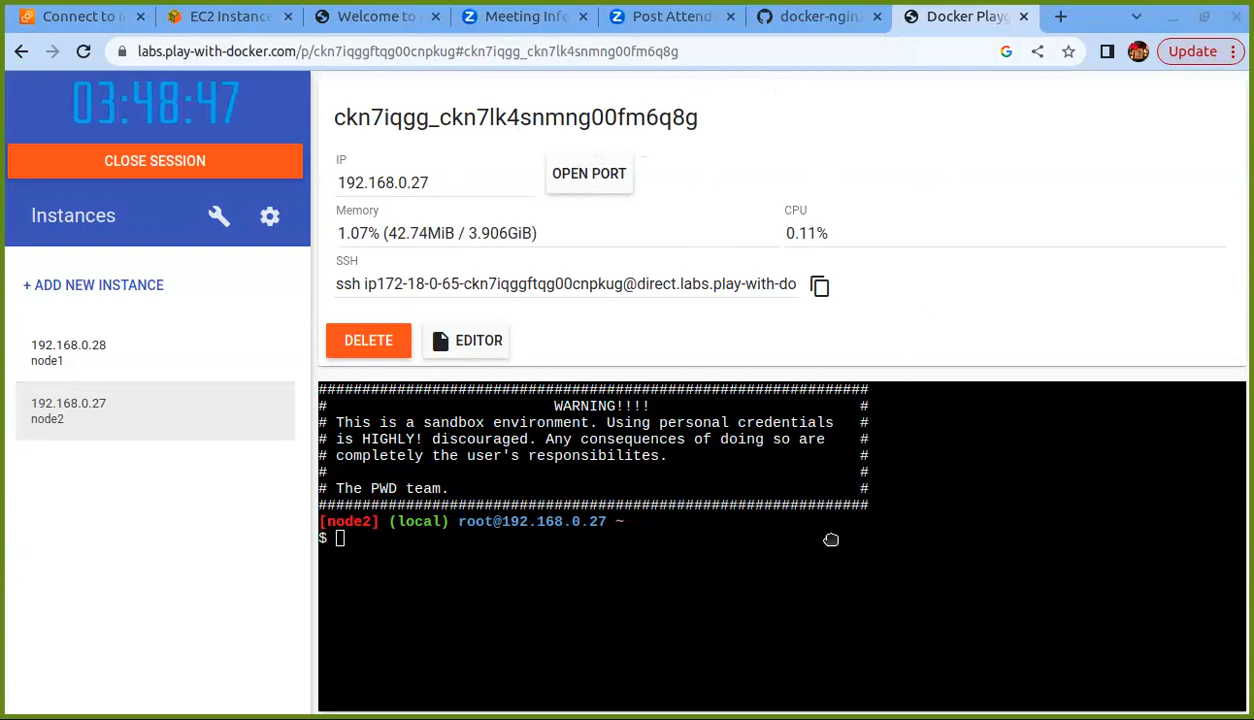 Connect to i
EC2 Instanc
Welcome to
Meeting Info
Post Attend
docker-ngin
Docker Play
labs.play-with-docker.com/p/ckn7iqggftqg00cnpkug#ckn7iqgg_ckn7lk4snmng00fm6q8g
Update
03:48:47
CLOSE SESSION
Instances
+ ADD NEW INSTANCE
192.168.0.28
node1
192.168.0.27
node2
ckn7iqgg_ckn7lk4snmng00fm6q8g
IP
192.168.0.27
OPEN PORT
Memory
1.07% (42.74MiB / 3.906GiB)
CPU
0.11%
SSH
ssh ip172-18-0-65-ckn7iqggftqg00cnpkug@direct.labs.play-with-do
DELETE
EDITOR
###############################################################
# WARNING!!!! #
# This is a sandbox environment. Using personal credentials #
# is HIGHLY! discouraged. Any consequences of doing so are #
# completely the user's responsibilites. #
# #
# The PWD team. #
###############################################################
[node2] (local) root@192.168.0.27 ~
$